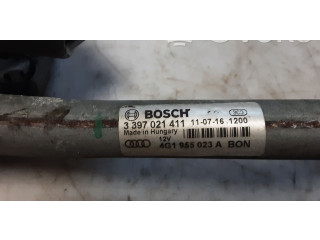 BOSCH
3 397 021 411 11-07-16 1200
Made in Hungary
12V
4G1 955 023 A BON